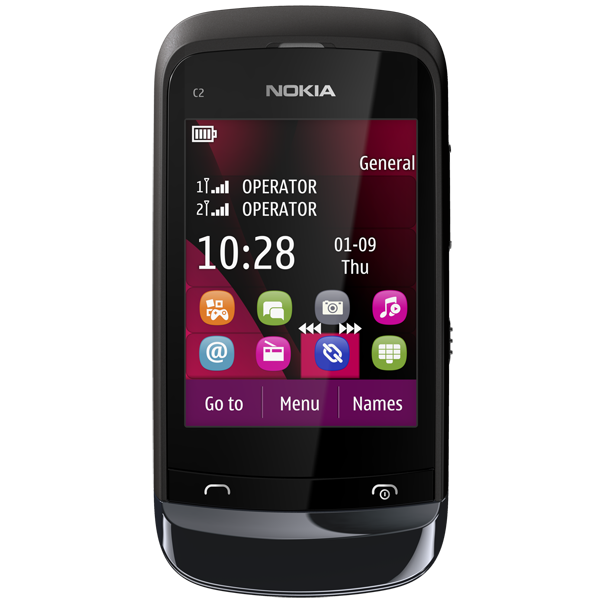 C2
NOKIA
General
1 OPERATOR
2 OPERATOR
10:28
01-09
Thu
@
Go to
Menu
Names